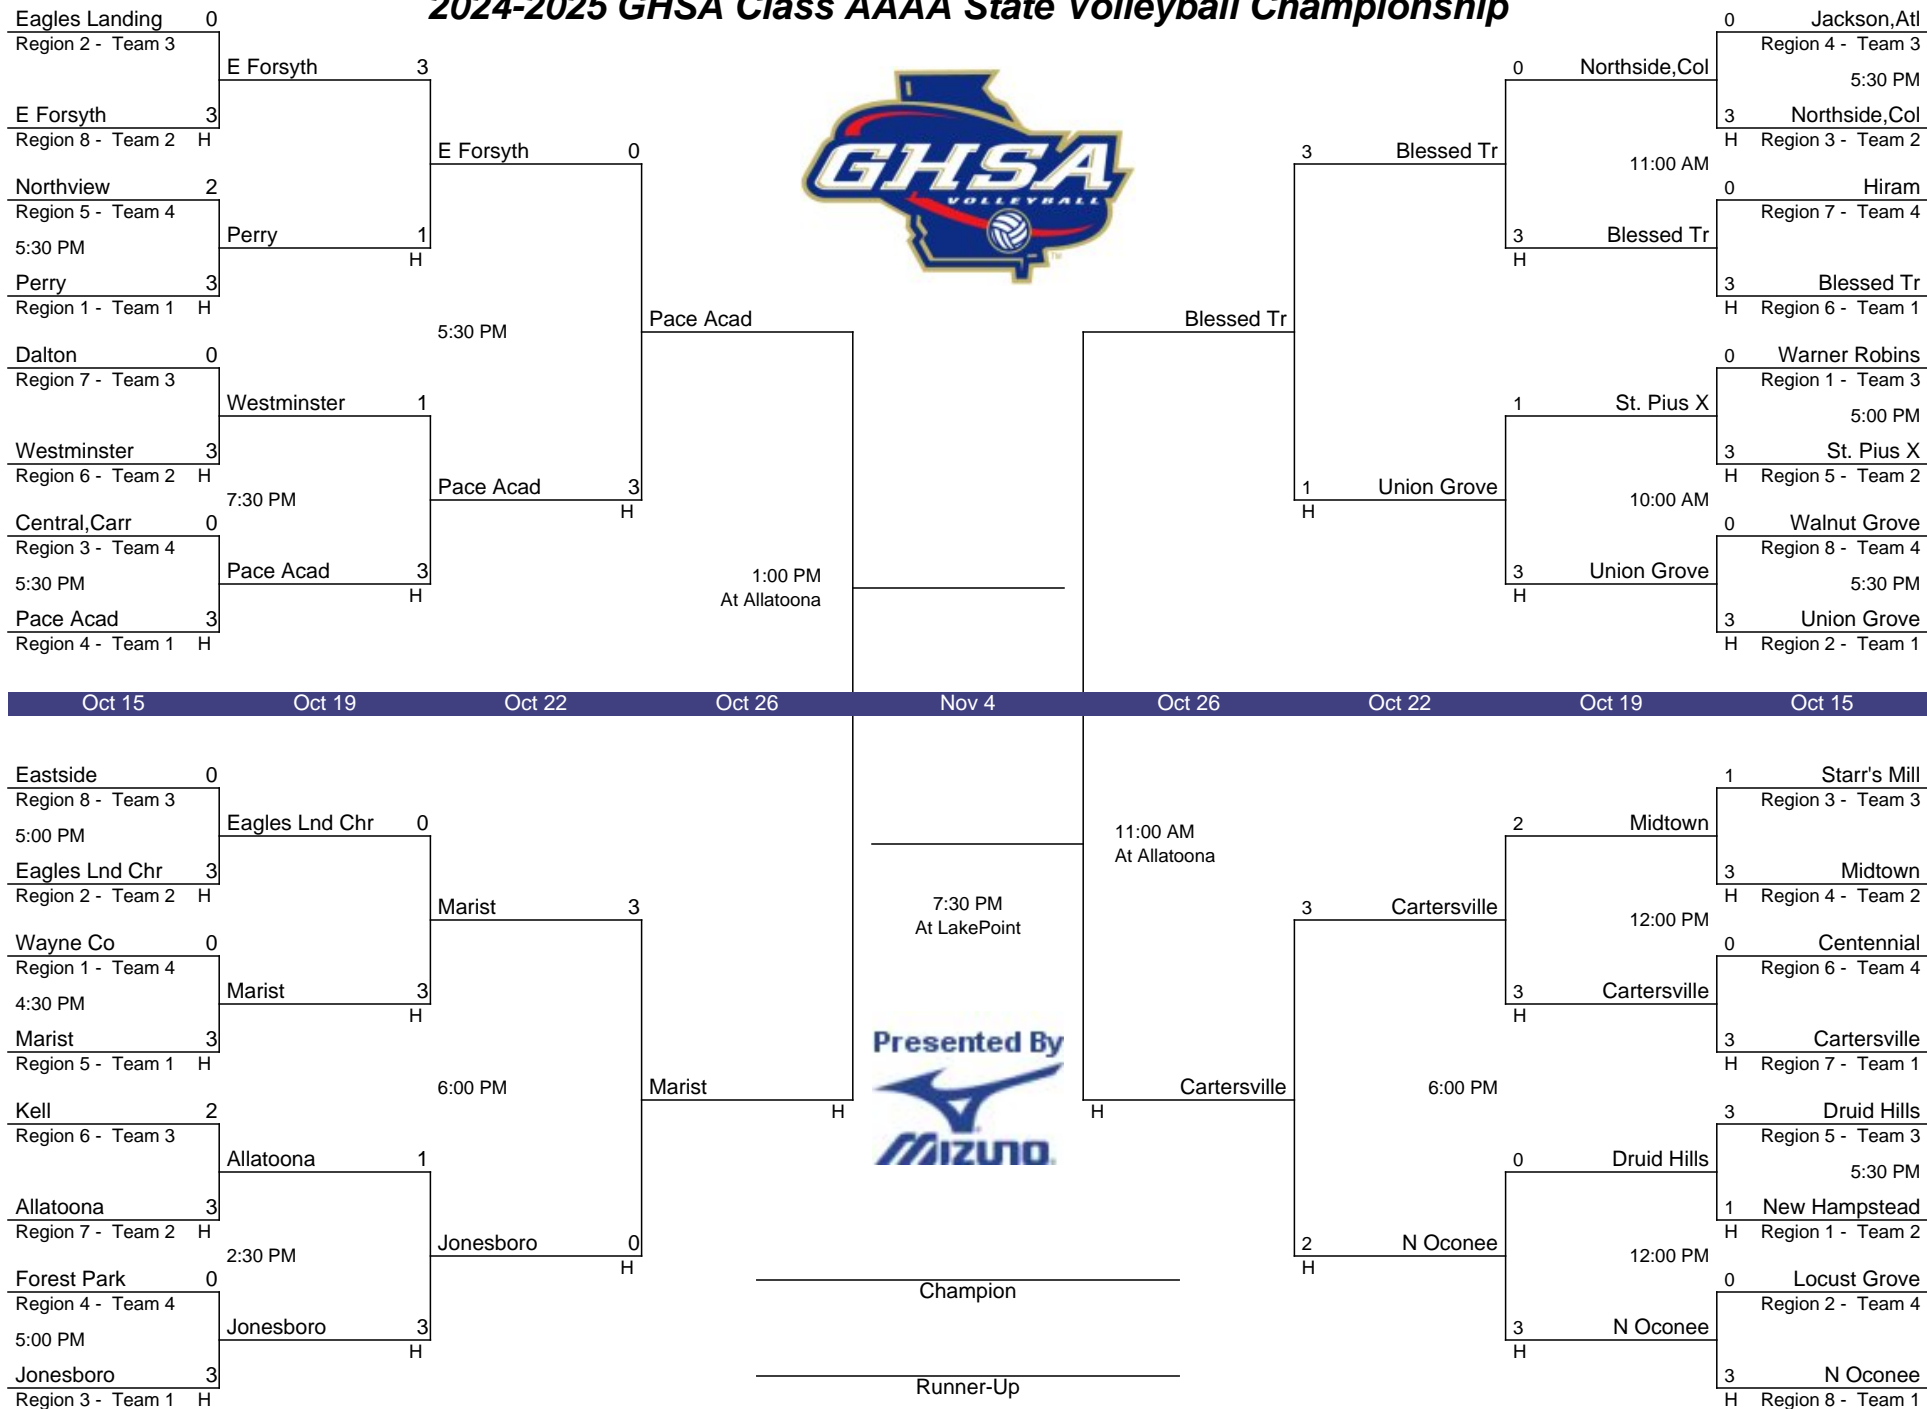 2024-2025 GHSA Class AAAA State Volleyball Championship
Eagles Landing 0
Region 2 - Team 3
E Forsyth 3
E Forsyth 3
Region 8 - Team 2 H
E Forsyth 0
Northview 2
Region 5 - Team 4
5:30 PM
Perry 1
H
Perry 3
Region 1 - Team 1 H
5:30 PM
Pace Acad
Dalton 0
Region 7 - Team 3
Westminster 1
Westminster 3
Region 6 - Team 2 H
7:30 PM
Pace Acad 3
H
Central,Carr 0
Region 3 - Team 4
5:30 PM
Pace Acad 3
H
Pace Acad 3
Region 4 - Team 1 H
1:00 PM
At Allatoona
GHSA
VOLLEYBALL
TM
0 Jackson,Atl
Region 4 - Team 3
5:30 PM
0 Northside,Col
3 Northside,Col
H Region 3 - Team 2
3 Blessed Tr
11:00 AM
0 Hiram
Region 7 - Team 4
3 Blessed Tr
H
3 Blessed Tr
H Region 6 - Team 1
Blessed Tr
0 Warner Robins
Region 1 - Team 3
5:00 PM
1 St. Pius X
3 St. Pius X
H Region 5 - Team 2
1 Union Grove
H
10:00 AM
0 Walnut Grove
Region 8 - Team 4
5:30 PM
3 Union Grove
H
3 Union Grove
H Region 2 - Team 1
Oct 15 Oct 19 Oct 22 Oct 26 Nov 4 Oct 26 Oct 22 Oct 19 Oct 15
Eastside 0
Region 8 - Team 3
5:00 PM
Eagles Lnd Chr 0
Eagles Lnd Chr 3
Region 2 - Team 2 H
Marist 3
Wayne Co 0
Region 1 - Team 4
4:30 PM
Marist 3
H
Marist 3
Region 5 - Team 1 H
6:00 PM
Marist
H
Kell 2
Region 6 - Team 3
Allatoona 1
Allatoona 3
Region 7 - Team 2 H
2:30 PM
Jonesboro 0
H
Forest Park 0
Region 4 - Team 4
5:00 PM
Jonesboro 3
H
Jonesboro 3
Region 3 - Team 1 H
11:00 AM
At Allatoona
7:30 PM
At LakePoint
Presented By
MIZUNO
Champion
Runner-Up
1 Starr's Mill
Region 3 - Team 3
2 Midtown
3 Midtown
H Region 4 - Team 2
3 Cartersville
12:00 PM
0 Centennial
Region 6 - Team 4
3 Cartersville
H
3 Cartersville
H Region 7 - Team 1
Cartersville
H
6:00 PM
3 Druid Hills
Region 5 - Team 3
5:30 PM
0 Druid Hills
1 New Hampstead
H Region 1 - Team 2
2 N Oconee
H
12:00 PM
0 Locust Grove
Region 2 - Team 4
3 N Oconee
H
3 N Oconee
H Region 8 - Team 1